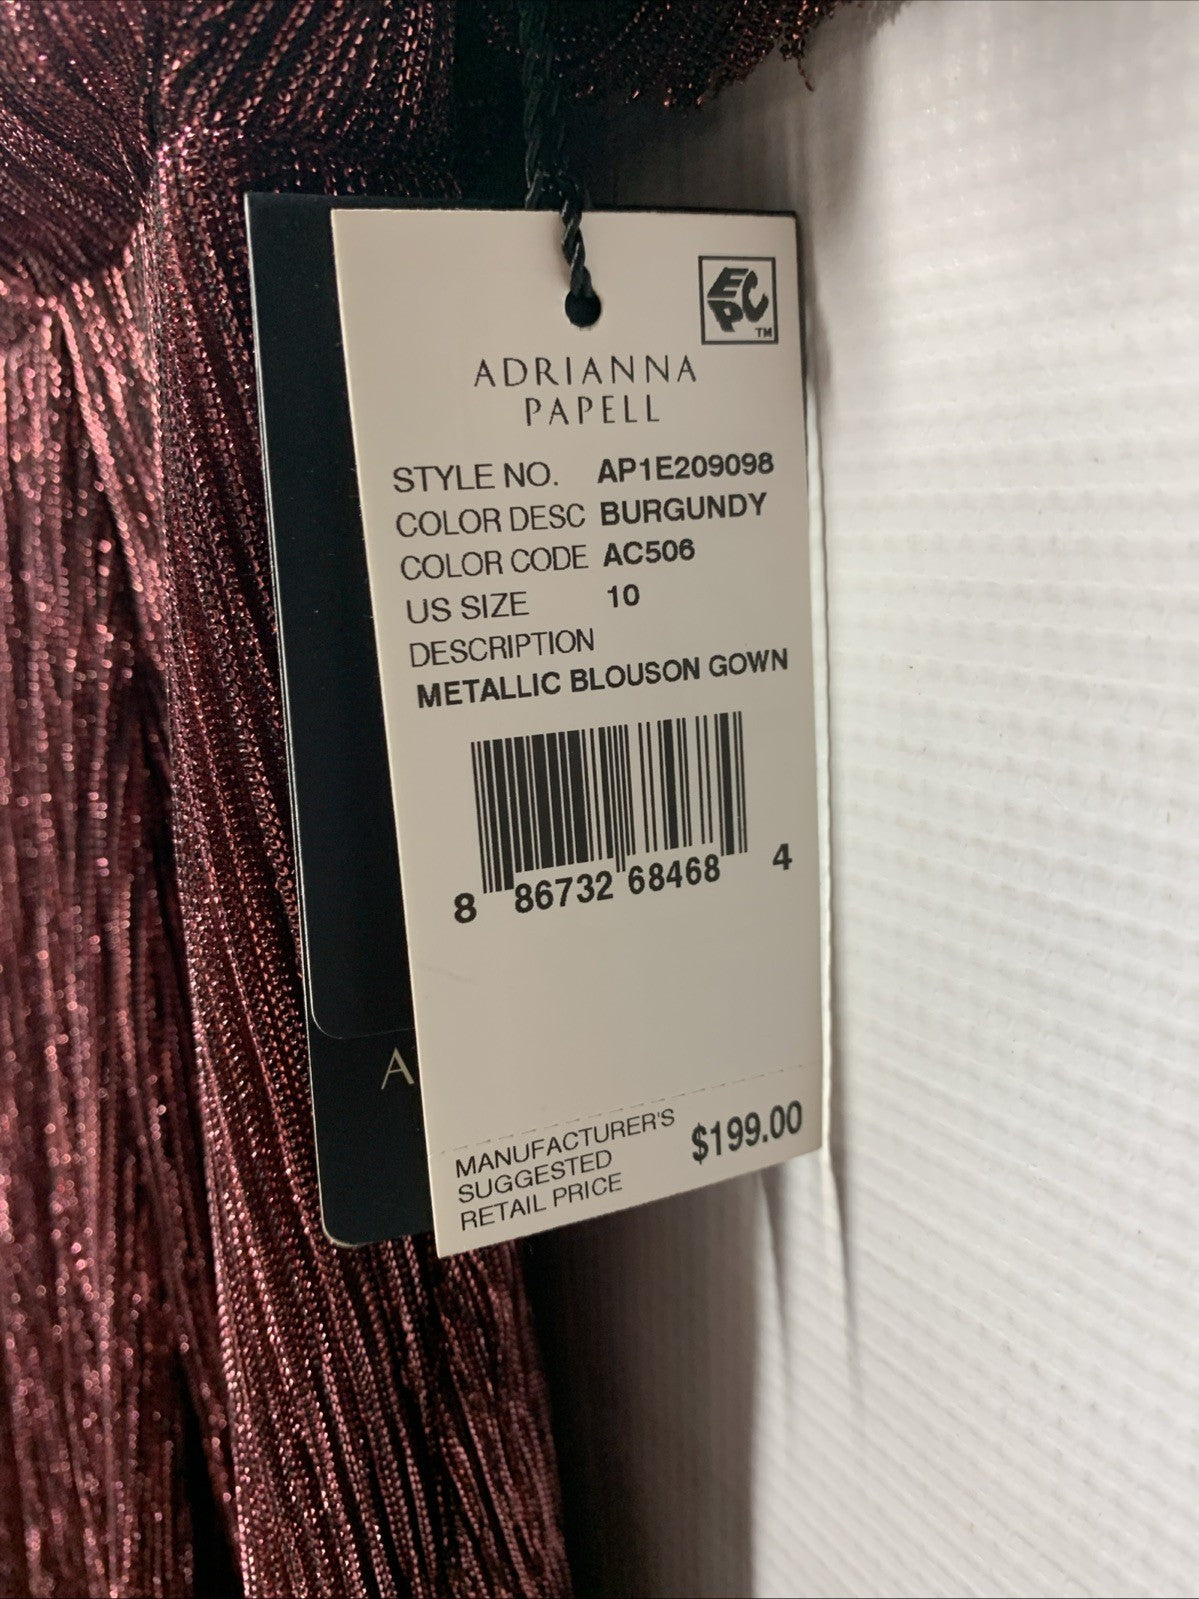 EPC™
ADRIANNA
PAPELL
STYLE NO. AP1E209098
COLOR DESC BURGUNDY
COLOR CODE AC506
US SIZE 10
DESCRIPTION
METALLIC BLOUSON GOWN
8 86732 68468 4
A
MANUFACTURER'S
SUGGESTED
RETAIL PRICE
$199.00